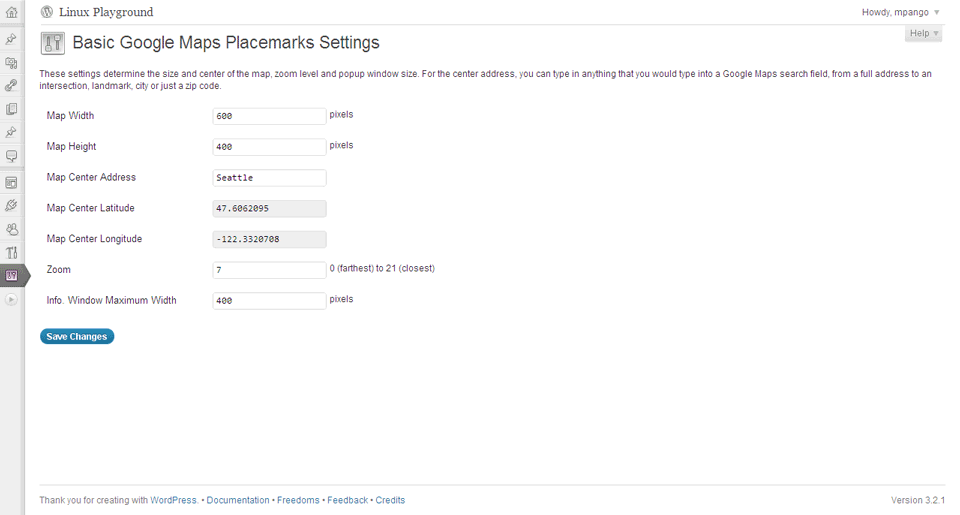 Linux Playground
Howdy, mpango
Help
Basic Google Maps Placemarks Settings
These settings determine the size and center of the map, zoom level and popup window size. For the center address, you can type in anything that you would type into a Google Maps search field, from a full address to an
intersection, landmark, city or just a zip code.
Map Width 600 pixels
Map Height 400 pixels
Map Center Address Seattle
Map Center Latitude 47.6062095
Map Center Longitude -122.3320708
Zoom 7 0 (farthest) to 21 (closest)
Info. Window Maximum Width 400 pixels
Save Changes
Thank you for creating with WordPress. • Documentation • Freedoms • Feedback • Credits
Version 3.2.1